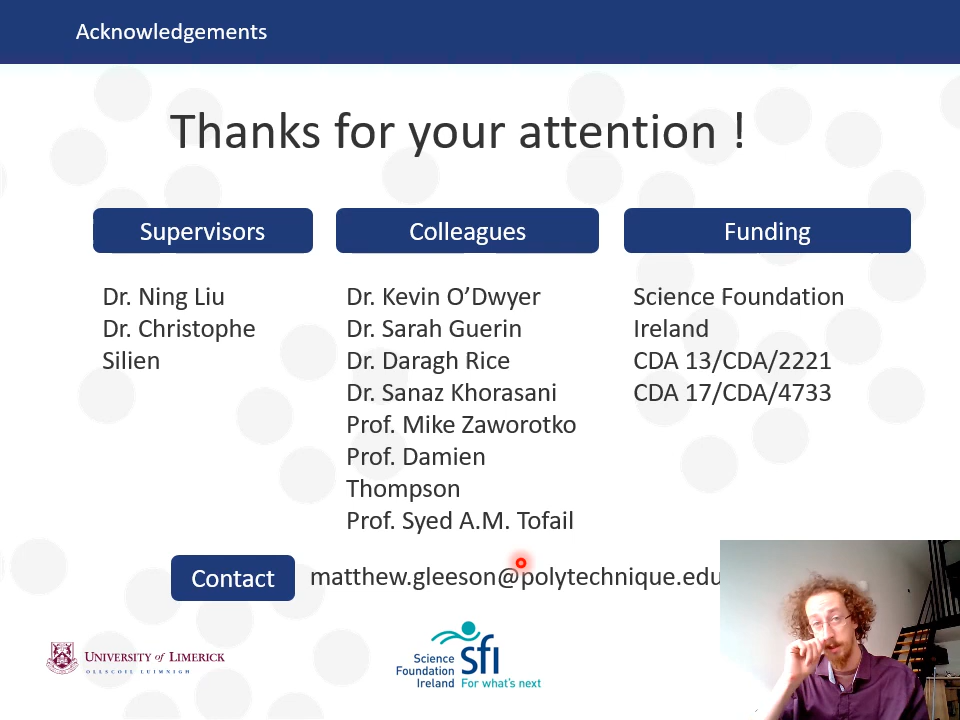 Acknowledgements
Thanks for your attention !
Supervisors
Dr. Ning Liu
Dr. Christophe
Silien
Colleagues
Dr. Kevin O’Dwyer
Dr. Sarah Guerin
Dr. Daragh Rice
Dr. Sanaz Khorasani
Prof. Mike Zaworotko
Prof. Damien
Thompson
Prof. Syed A.M. Tofail
Funding
Science Foundation
Ireland
CDA 13/CDA/2221
CDA 17/CDA/4733
Contact
matthew.gleeson@polytechnique.edu
UNIVERSITY of LIMERICK
OLLSCOIL LUIMNIGH
Science
Foundation
Ireland
sfi
For what's next